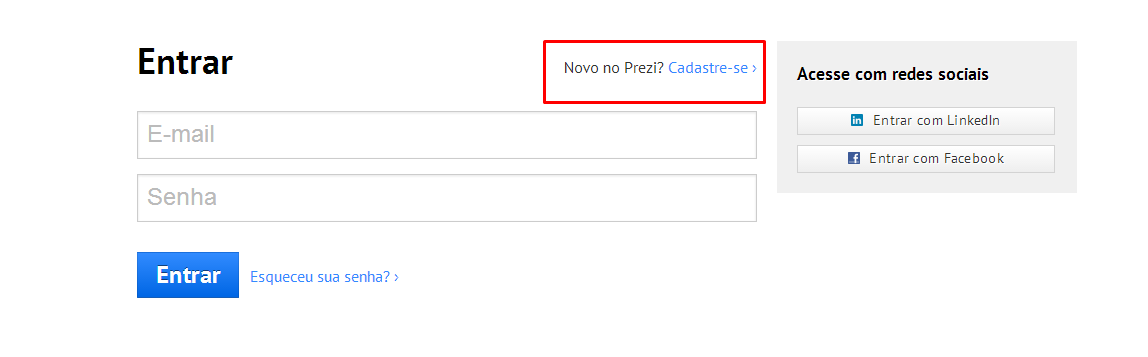 Entrar
Novo no Prezi? Cadastre-se ›
E-mail
Senha
Entrar
Esqueceu sua senha? ›
Acesse com redes sociais
Entrar com LinkedIn
Entrar com Facebook